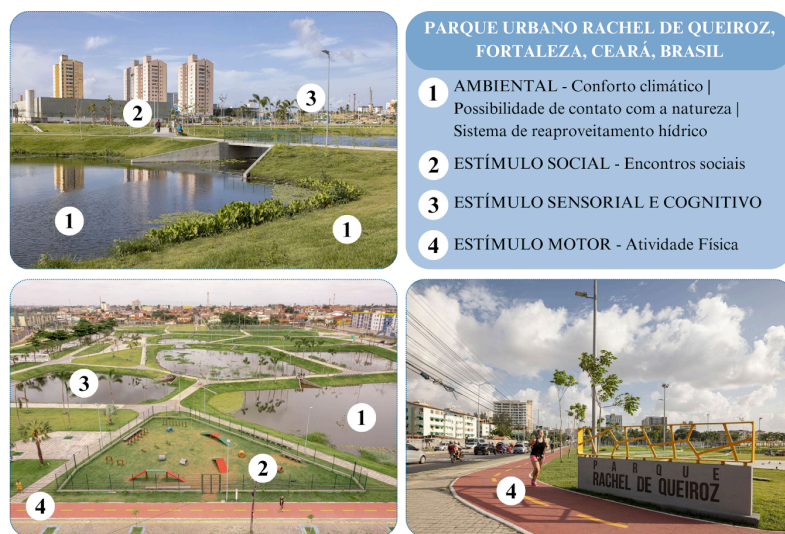 PARQUE URBANO RACHEL DE QUEIROZ,
FORTALEZA, CEARÁ, BRASIL
1 AMBIENTAL - Conforto climático |
Possibilidade de contato com a natureza |
Sistema de reaproveitamento hídrico
2 ESTÍMULO SOCIAL - Encontros sociais
3 ESTÍMULO SENSORIAL E COGNITIVO
4 ESTÍMULO MOTOR - Atividade Física
2
3
1
1
3
1
2
4
4
PARQUE
RACHEL DE QUEIROZ